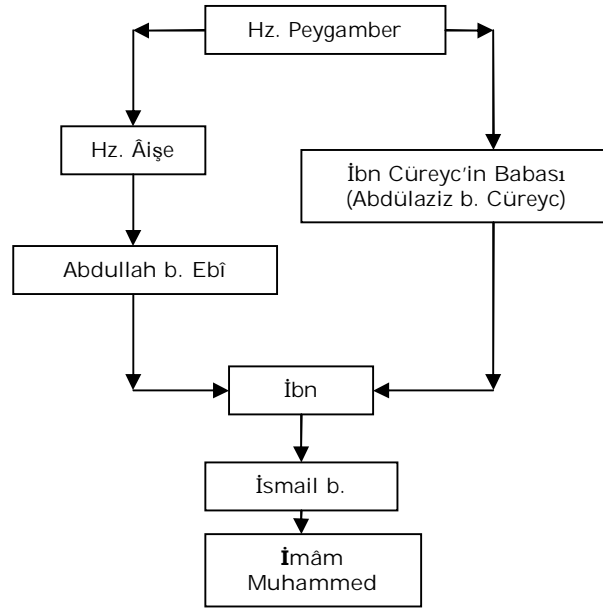 Hz. Peygamber
Hz. Âişe
İbn Cüreyc'in Babası
(Abdülaziz b. Cüreyc)
Abdullah b. Ebî
İbn
İsmail b.
İmâm
Muhammed